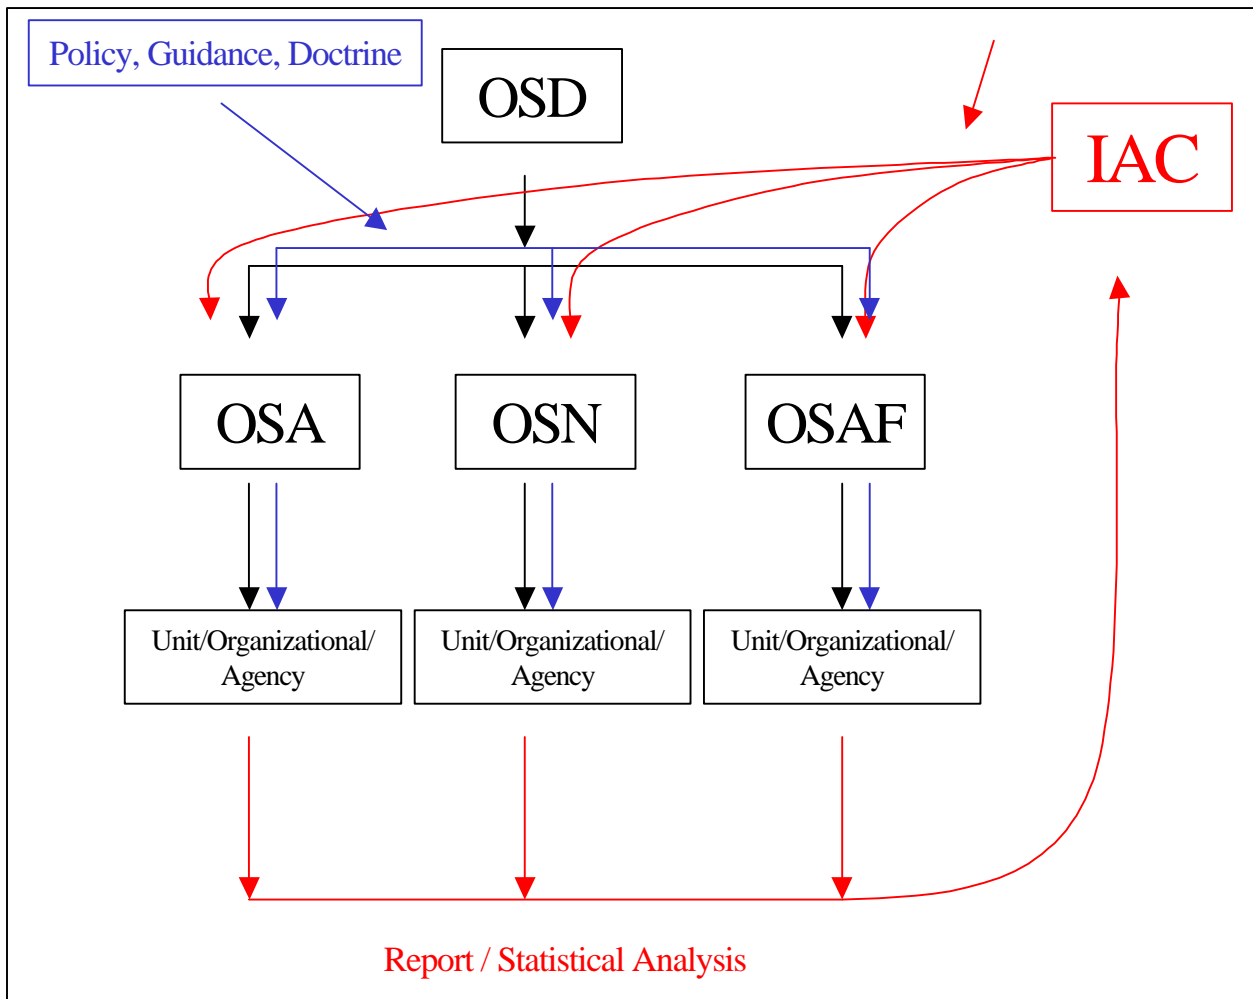 Policy, Guidance, Doctrine
OSD
IAC
OSA
OSN
OSAF
Unit/Organizational/
Agency
Unit/Organizational/
Agency
Unit/Organizational/
Agency
Report / Statistical Analysis